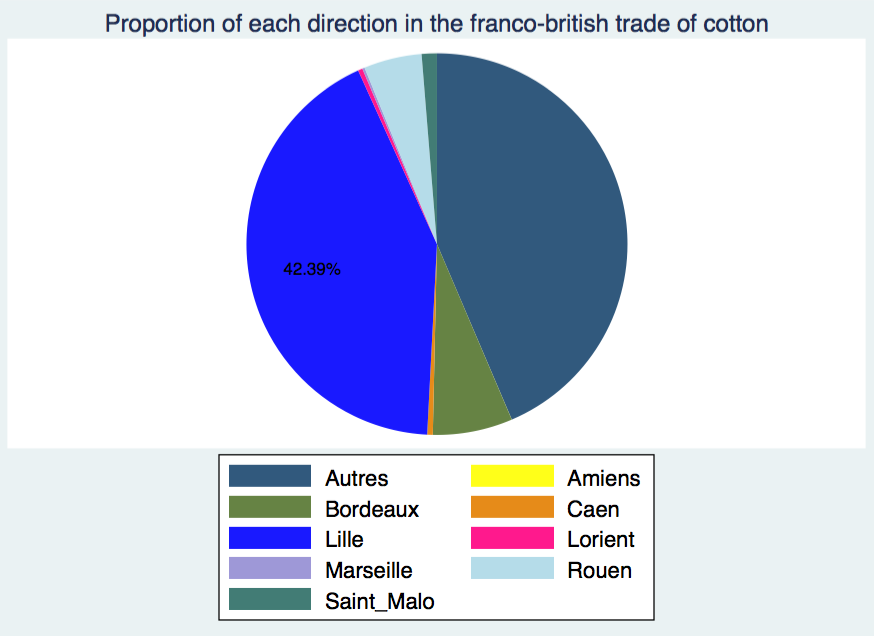 Proportion of each direction in the franco-british trade of cotton
42.39%
Autres Amiens
Bordeaux Caen
Lille Lorient
Marseille Rouen
Saint_Malo